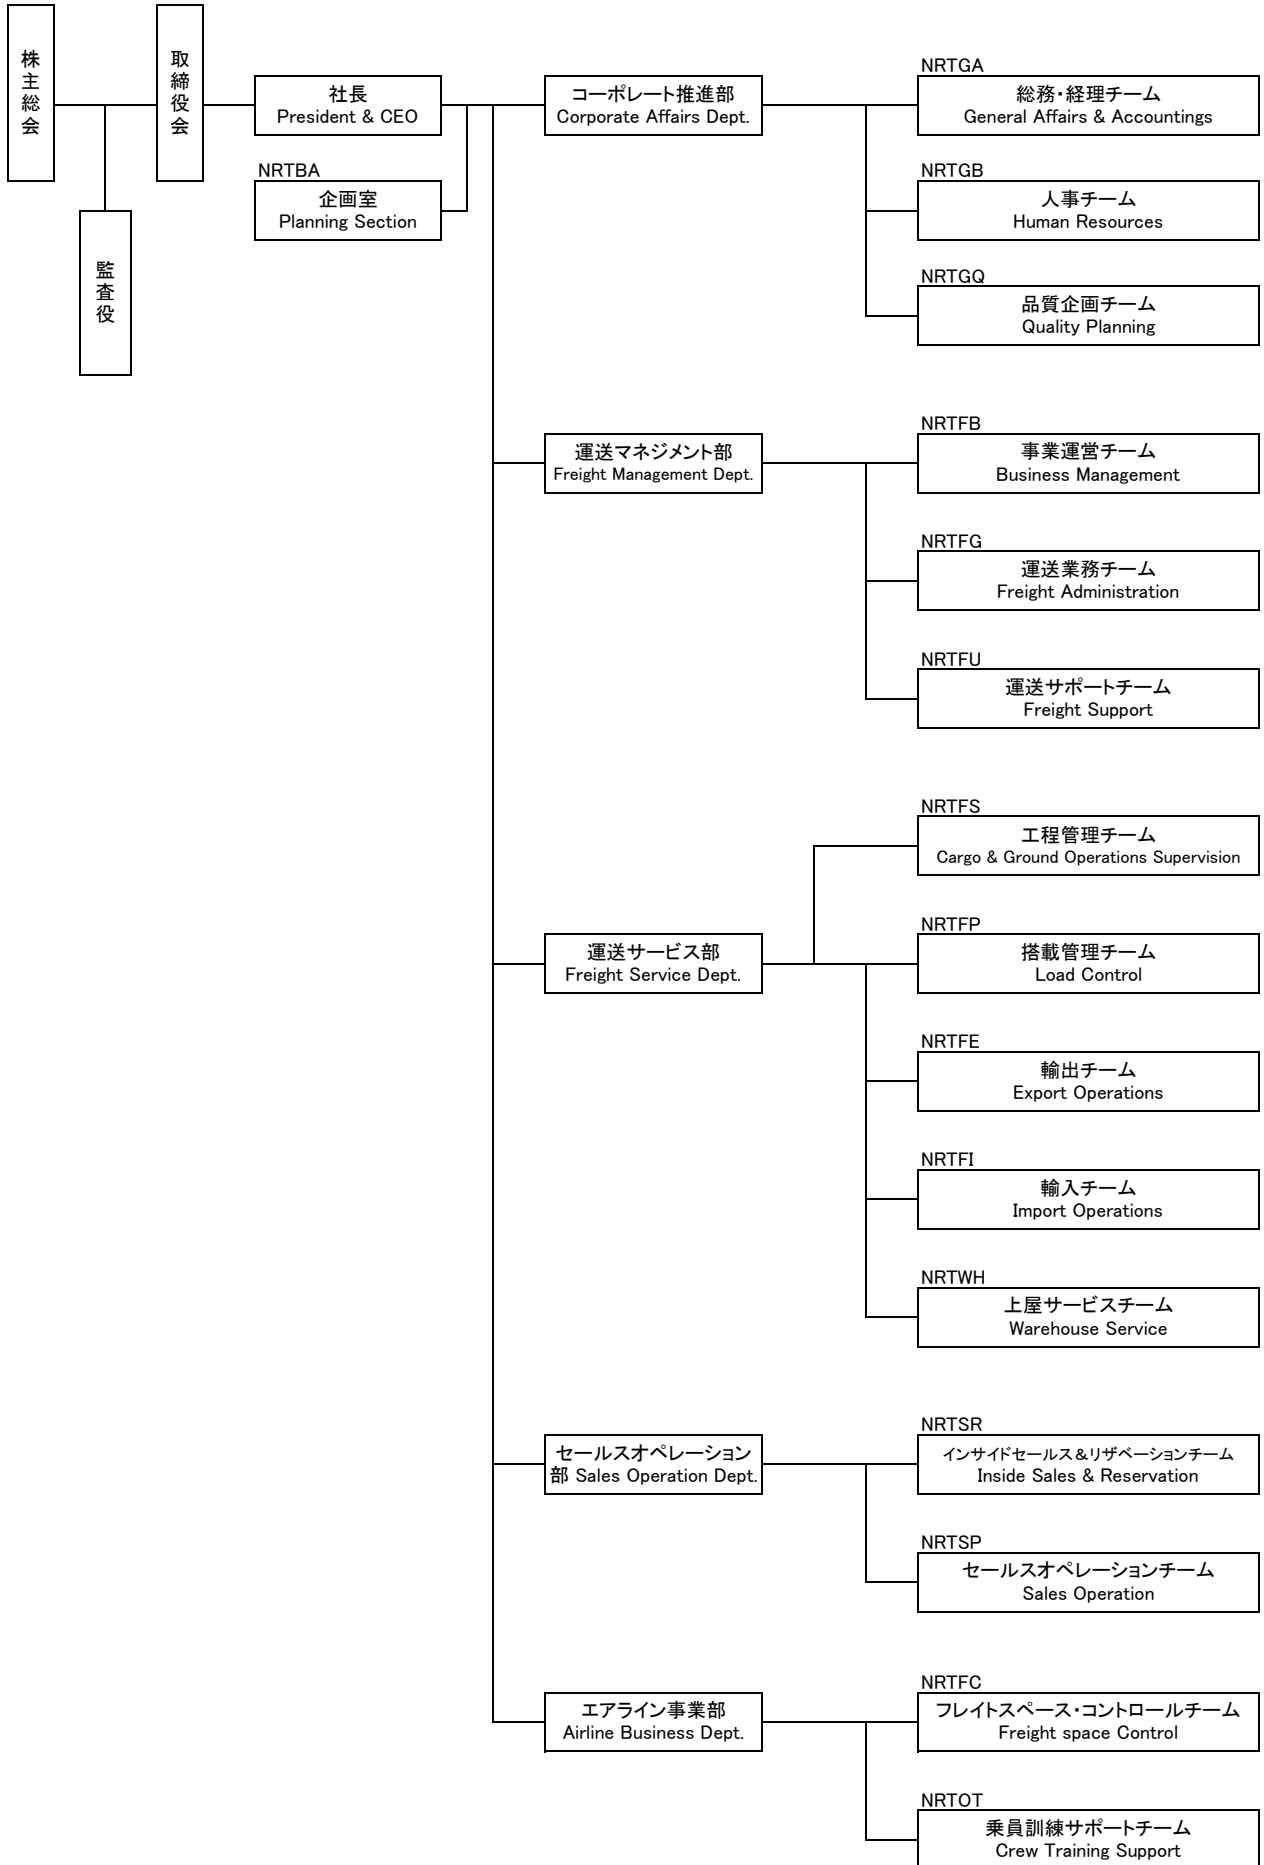 株主総会
取締役会
監査役
社長
President & CEO
NRTBA
企画室
Planning Section
コーポレート推進部
Corporate Affairs Dept.
NRTGA
総務・経理チーム
General Affairs & Accountings
NRTGB
人事チーム
Human Resources
NRTGQ
品質企画チーム
Quality Planning
運送マネジメント部
Freight Management Dept.
NRTFB
事業運営チーム
Business Management
NRTFG
運送業務チーム
Freight Administration
NRTFU
運送サポートチーム
Freight Support
運送サービス部
Freight Service Dept.
NRTFS
工程管理チーム
Cargo & Ground Operations Supervision
NRTFP
搭載管理チーム
Load Control
NRTFE
輸出チーム
Export Operations
NRTFI
輸入チーム
Import Operations
NRTWH
上屋サービスチーム
Warehouse Service
セールスオペレーション
部 Sales Operation Dept.
NRTSR
インサイドセールス＆リザベーションチーム
Inside Sales & Reservation
NRTSP
セールスオペレーションチーム
Sales Operation
エアライン事業部
Airline Business Dept.
NRTFC
フレイトスペース・コントロールチーム
Freight space Control
NRTOT
乗員訓練サポートチーム
Crew Training Support